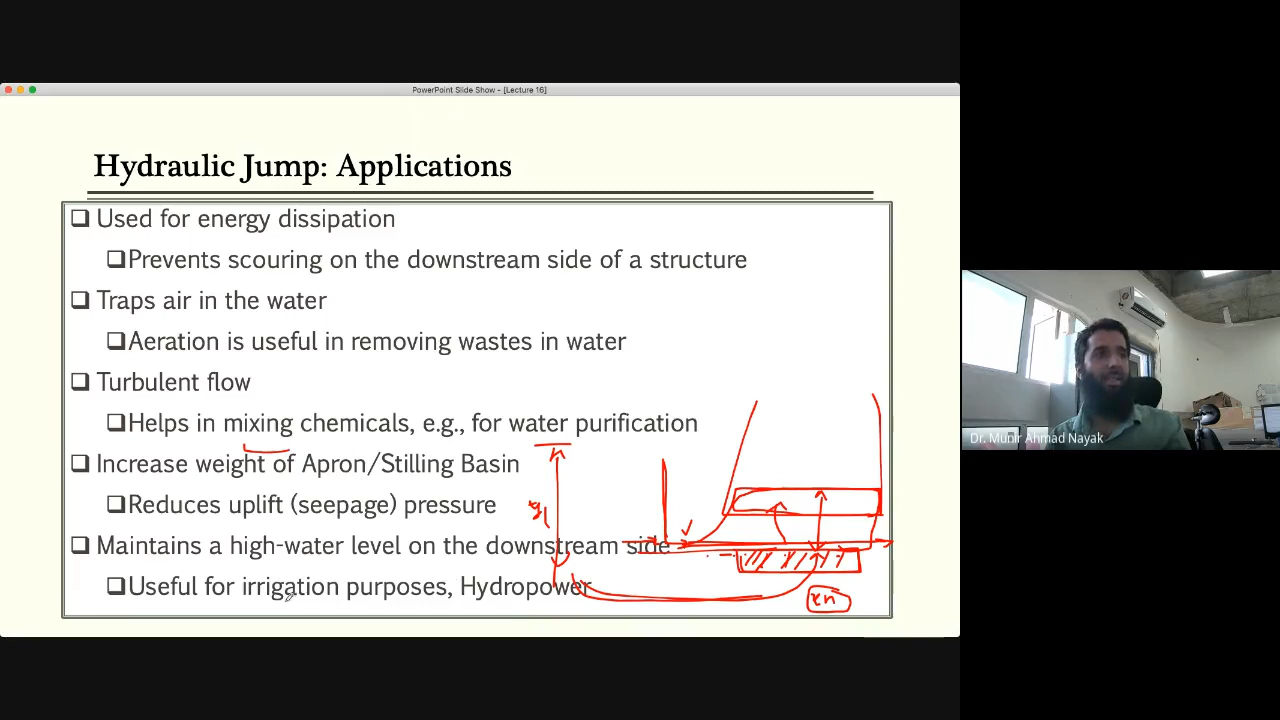 PowerPoint Slide Show - [Lecture 16]
Hydraulic Jump: Applications
Used for energy dissipation
Prevents scouring on the downstream side of a structure
Traps air in the water
Aeration is useful in removing wastes in water
Turbulent flow
Helps in mixing chemicals, e.g., for water purification
Increase weight of Apron/Stilling Basin
Reduces uplift (seepage) pressure
Maintains a high-water level on the downstream side
Useful for irrigation purposes, Hydropower
Dr. Munir Ahmad Nayak